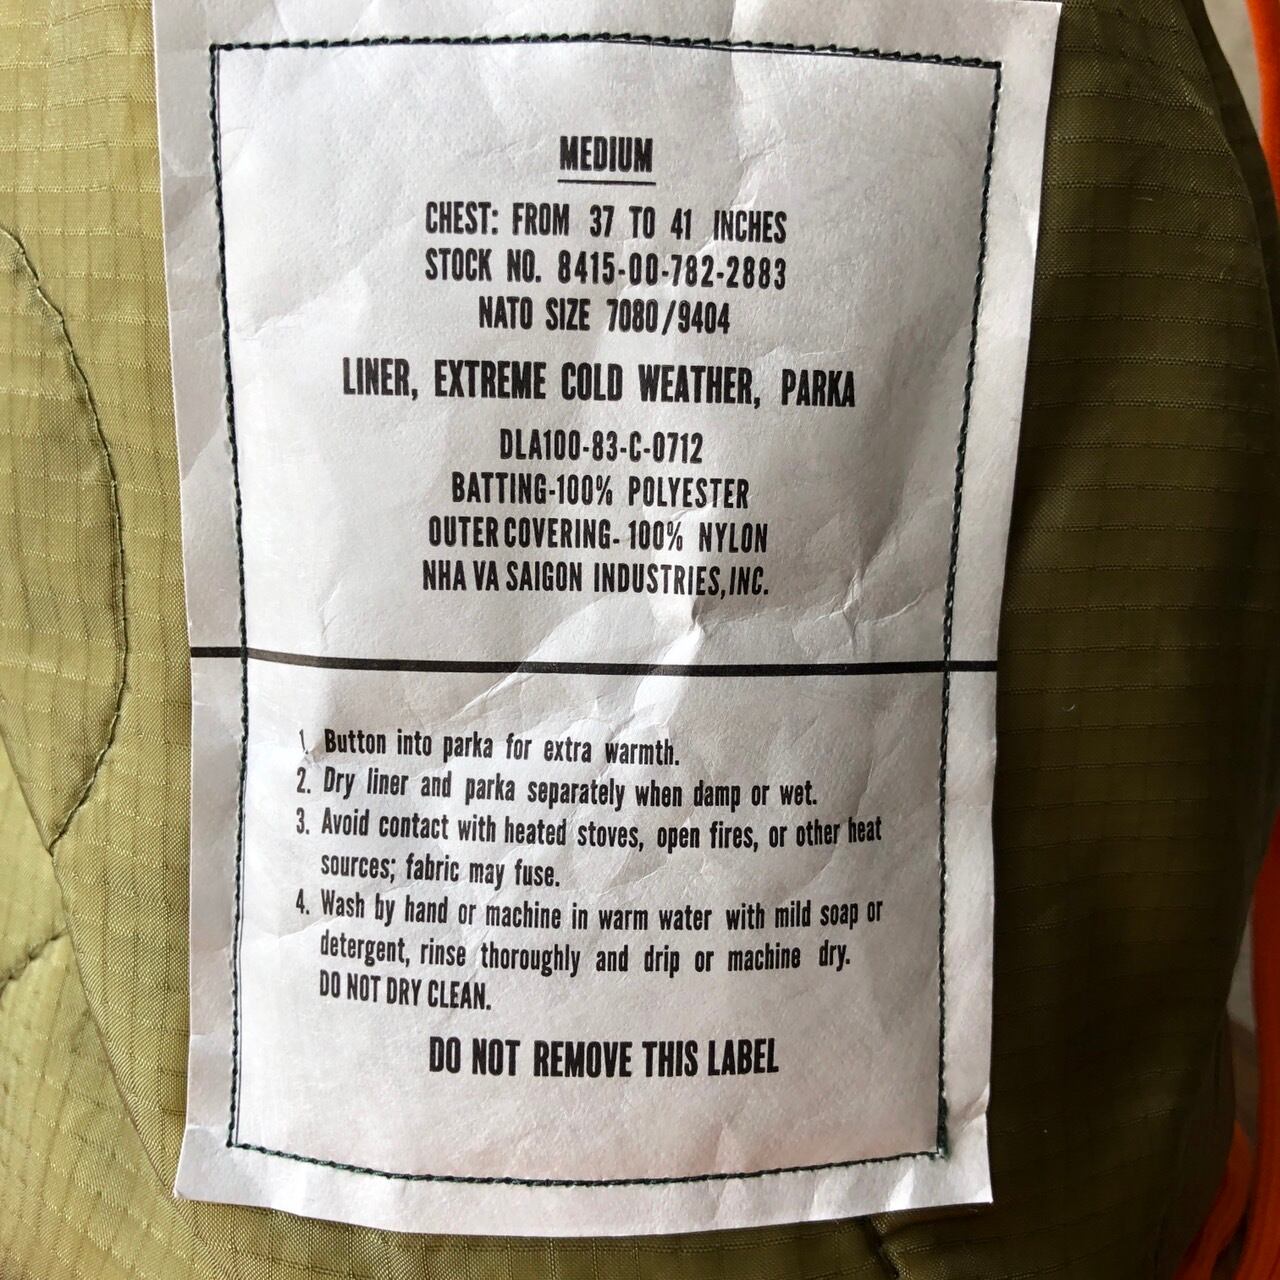 MEDIUM
CHEST: FROM 37 TO 41 INCHES
STOCK NO. 8415-00-782-2883
NATO SIZE 7080/9404
LINER, EXTREME COLD WEATHER, PARKA
DLA100-83-C-0712
BATTING-100% POLYESTER
OUTER COVERING- 100% NYLON
NHA VA SAIGON INDUSTRIES, INC.
1. Button into parka for extra warmth.
2. Dry liner and parka separately when damp or wet.
3. Avoid contact with heated stoves, open fires, or other heat
sources; fabric may fuse.
4. Wash by hand or machine in warm water with mild soap or
detergent, rinse thoroughly and drip or machine dry.
DO NOT DRY CLEAN.
DO NOT REMOVE THIS LABEL